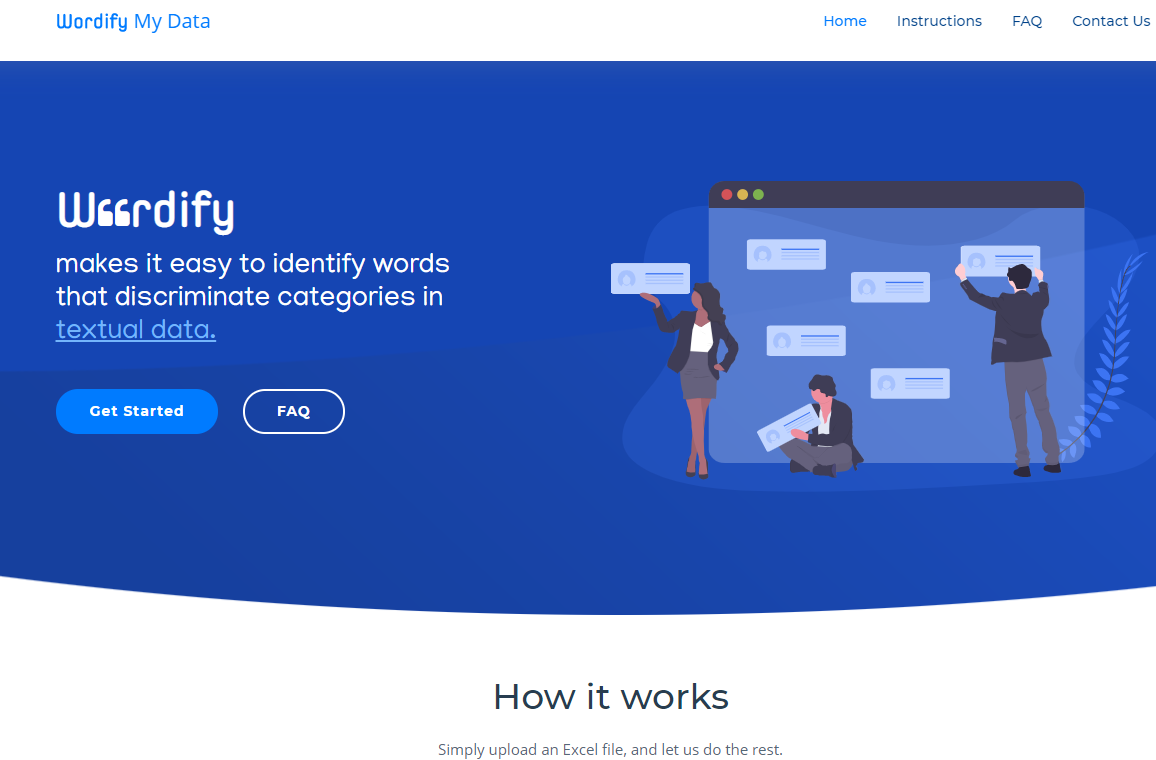 Wordify My Data
Home Instructions FAQ Contact Us
W““rdify
makes it easy to identify words
that discriminate categories in
textual data.
Get Started FAQ
How it works
Simply upload an Excel file, and let us do the rest.